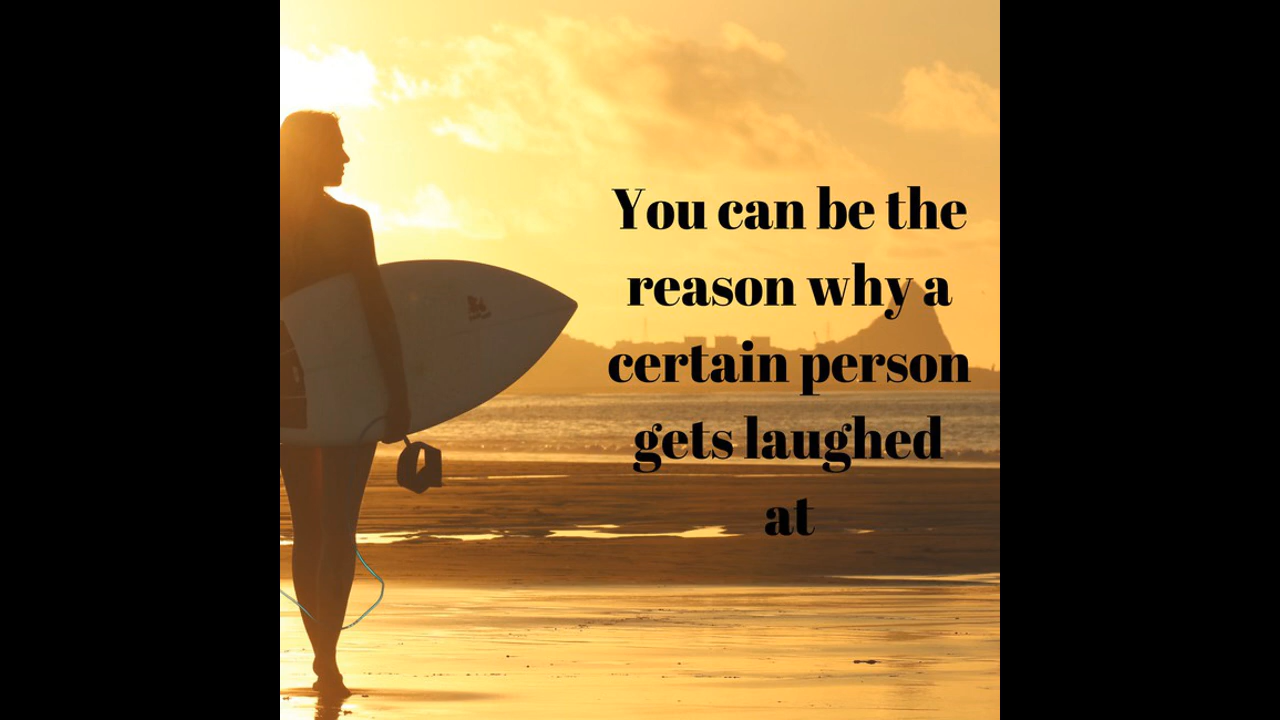 You can be the
reason why a
certain person
gets laughed
at